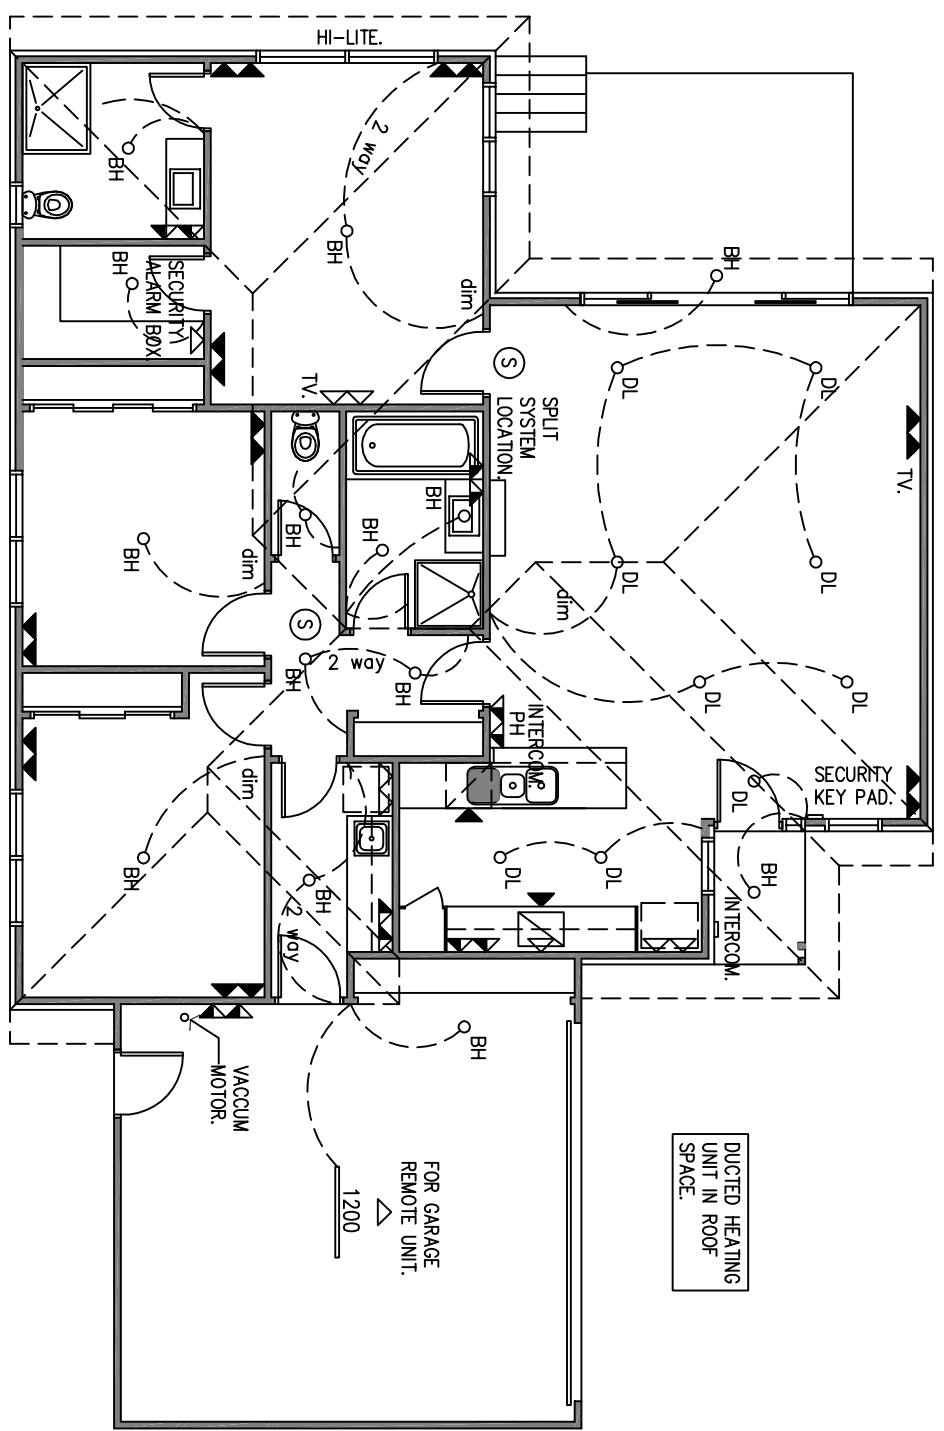 HI-LITE.
2 way
BH
BH
dim
BH
SECURITY
ALARM BOX.
BH
TV.
S
SPLIT
SYSTEM
LOCATION.
DL
DL
TV.
BH
BH
BH
BH
dim
DL
DL
dim
S
2 way
BH
BH
DL
DL
INTERCOM.
PH
SECURITY
KEY PAD.
DL
dim
BH
BH
2 way
DL
DL
BH
INTERCOM.
BH
VACCUM
MOTOR.
FOR GARAGE
REMOTE UNIT.
1200
DUCTED HEATING
UNIT IN ROOF
SPACE.